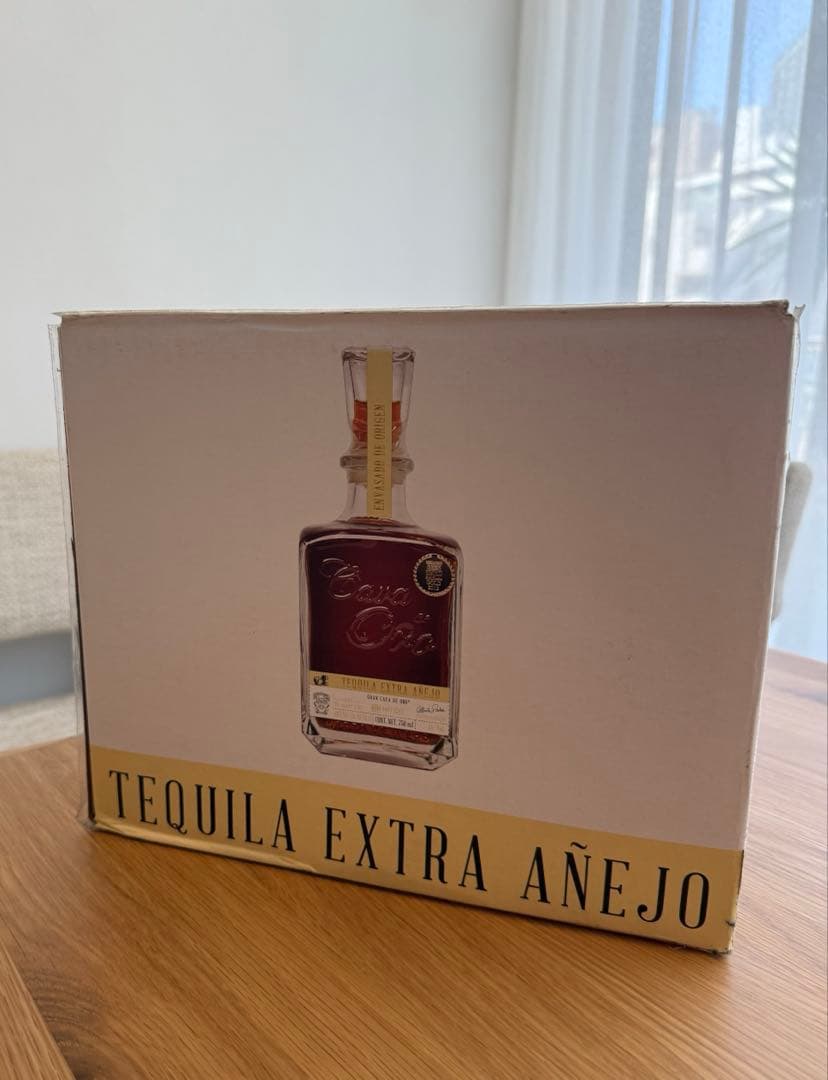 ENVASADO DE ORIGEN
Cava
de
Oro
TEQUILA EXTRA AÑEJO
GRAN CAVA DE ORO
CONT. NET. 750 ml
TEQUILA EXTRA AÑEJO